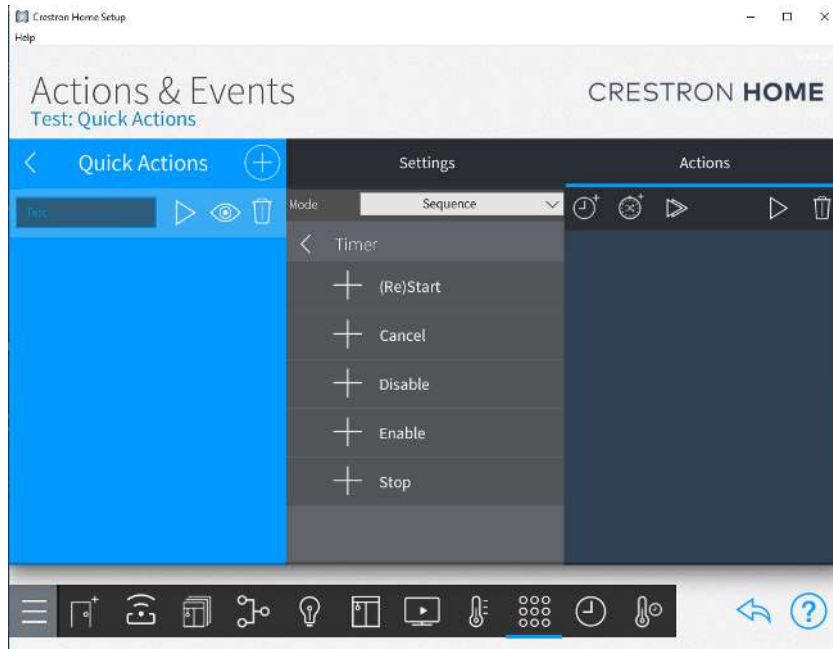 Crestron Home Setup
Help
Actions & Events
CRESTRON HOME
Test: Quick Actions
Quick Actions
Settings
Actions
Test
Mode
Sequence
Timer
(Re)Start
Cancel
Disable
Enable
Stop
?